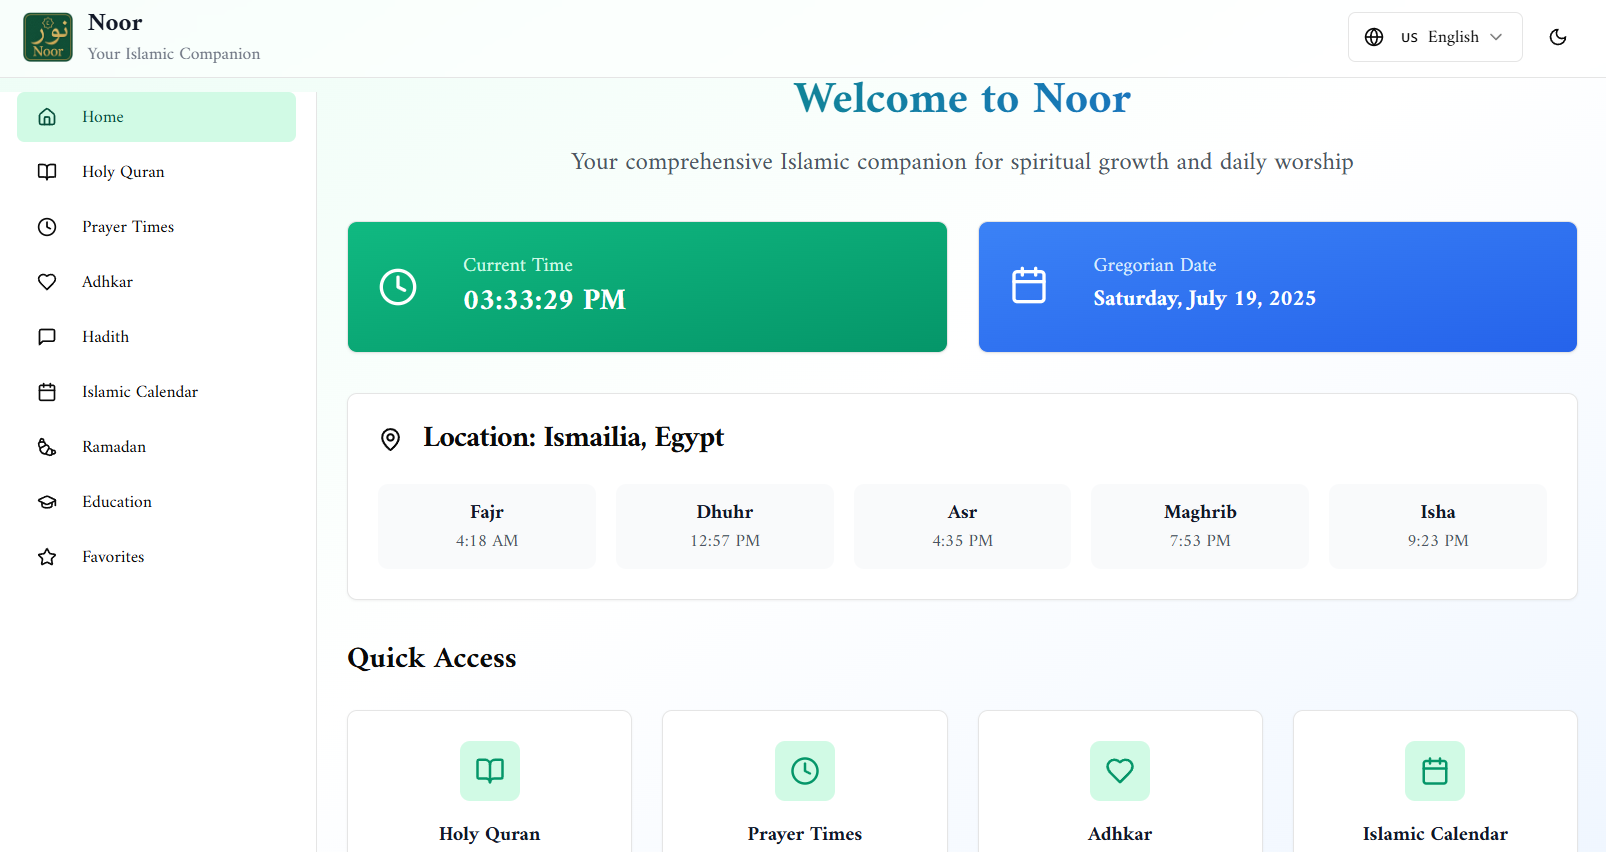 نور
Noor
Noor
Your Islamic Companion
US English
Home
Holy Quran
Prayer Times
Adhkar
Hadith
Islamic Calendar
Ramadan
Education
Favorites
Welcome to Noor
Your comprehensive Islamic companion for spiritual growth and daily worship
Current Time
03:33:29 PM
Gregorian Date
Saturday, July 19, 2025
Location: Ismailia, Egypt
Fajr
4:18 AM
Dhuhr
12:57 PM
Asr
4:35 PM
Maghrib
7:53 PM
Isha
9:23 PM
Quick Access
Holy Quran
Prayer Times
Adhkar
Islamic Calendar